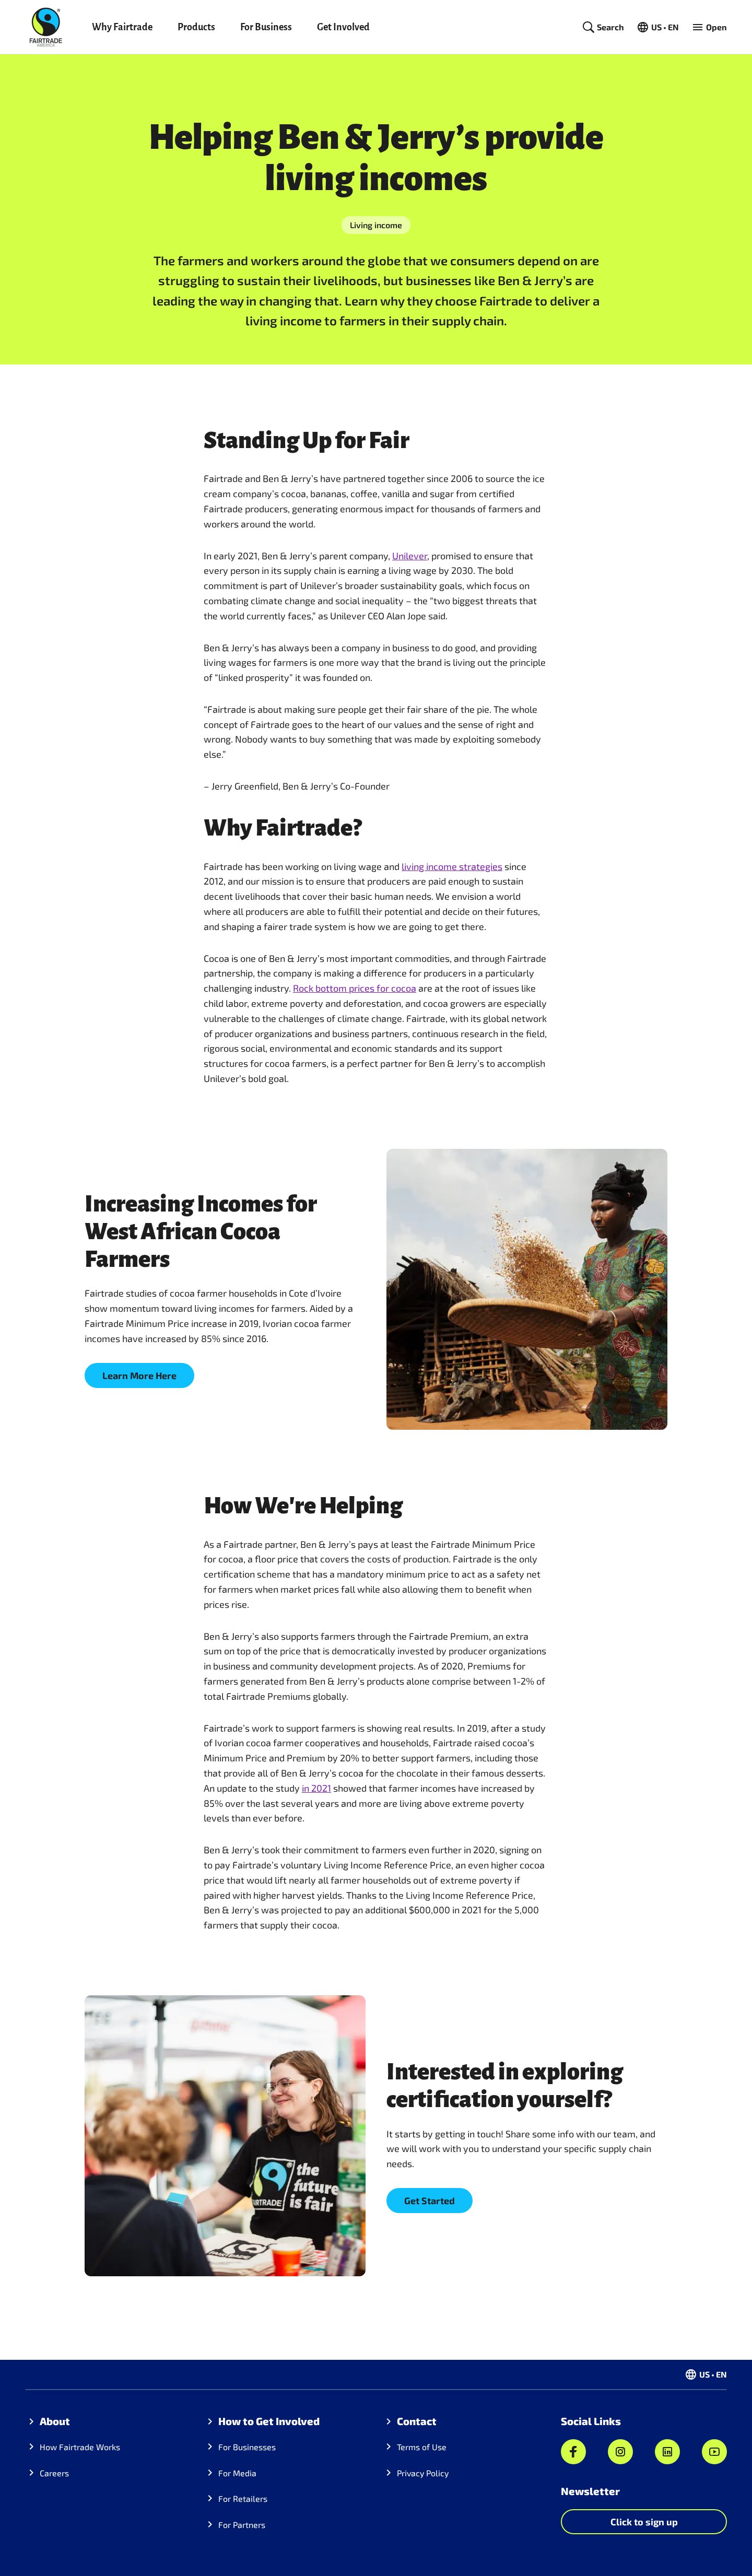 FAIRTRADE
AMERICA
Why Fairtrade
Products
For Business
Get Involved
Search
US • EN
Open
Helping Ben & Jerry’s provide
living incomes
Living income
The farmers and workers around the globe that we consumers depend on are
struggling to sustain their livelihoods, but businesses like Ben & Jerry’s are
leading the way in changing that. Learn why they choose Fairtrade to deliver a
living income to farmers in their supply chain.
Standing Up for Fair
Fairtrade and Ben & Jerry’s have partnered together since 2006 to source the ice
cream company’s cocoa, bananas, coffee, vanilla and sugar from certified
Fairtrade producers, generating enormous impact for thousands of farmers and
workers around the world.
In early 2021, Ben & Jerry’s parent company, Unilever, promised to ensure that
every person in its supply chain is earning a living wage by 2030. The bold
commitment is part of Unilever’s broader sustainability goals, which focus on
combating climate change and social inequality – the “two biggest threats that
the world currently faces,” as Unilever CEO Alan Jope said.
Ben & Jerry’s has always been a company in business to do good, and providing
living wages for farmers is one more way that the brand is living out the principle
of “linked prosperity” it was founded on.
“Fairtrade is about making sure people get their fair share of the pie. The whole
concept of Fairtrade goes to the heart of our values and the sense of right and
wrong. Nobody wants to buy something that was made by exploiting somebody
else.”
– Jerry Greenfield, Ben & Jerry’s Co-Founder
Why Fairtrade?
Fairtrade has been working on living wage and living income strategies since
2012, and our mission is to ensure that producers are paid enough to sustain
decent livelihoods that cover their basic human needs. We envision a world
where all producers are able to fulfill their potential and decide on their futures,
and shaping a fairer trade system is how we are going to get there.
Cocoa is one of Ben & Jerry’s most important commodities, and through Fairtrade
partnership, the company is making a difference for producers in a particularly
challenging industry. Rock bottom prices for cocoa are at the root of issues like
child labor, extreme poverty and deforestation, and cocoa growers are especially
vulnerable to the challenges of climate change. Fairtrade, with its global network
of producer organizations and business partners, continuous research in the field,
rigorous social, environmental and economic standards and its support
structures for cocoa farmers, is a perfect partner for Ben & Jerry’s to accomplish
Unilever’s bold goal.
Increasing Incomes for
West African Cocoa
Farmers
Fairtrade studies of cocoa farmer households in Cote d’Ivoire
show momentum toward living incomes for farmers. Aided by a
Fairtrade Minimum Price increase in 2019, Ivorian cocoa farmer
incomes have increased by 85% since 2016.
Learn More Here
How We’re Helping
As a Fairtrade partner, Ben & Jerry’s pays at least the Fairtrade Minimum Price
for cocoa, a floor price that covers the costs of production. Fairtrade is the only
certification scheme that has a mandatory minimum price to act as a safety net
for farmers when market prices fall while also allowing them to benefit when
prices rise.
Ben & Jerry’s also supports farmers through the Fairtrade Premium, an extra
sum on top of the price that is democratically invested by producer organizations
in business and community development projects. As of 2020, Premiums for
farmers generated from Ben & Jerry’s products alone comprise between 1-2% of
total Fairtrade Premiums globally.
Fairtrade’s work to support farmers is showing real results. In 2019, after a study
of Ivorian cocoa farmer cooperatives and households, Fairtrade raised cocoa’s
Minimum Price and Premium by 20% to better support farmers, including those
that provide all of Ben & Jerry’s cocoa for the chocolate in their famous desserts.
An update to the study in 2021 showed that farmer incomes have increased by
85% over the last several years and more are living above extreme poverty
levels than ever before.
Ben & Jerry’s took their commitment to farmers even further in 2020, signing on
to pay Fairtrade’s voluntary Living Income Reference Price, an even higher cocoa
price that would lift nearly all farmer households out of extreme poverty if
paired with higher harvest yields. Thanks to the Living Income Reference Price,
Ben & Jerry’s was projected to pay an additional $600,000 in 2021 for the 5,000
farmers that supply their cocoa.
the
future
is fair
FAIRTRADE
Interested in exploring
certification yourself?
It starts by getting in touch! Share some info with our team, and
we will work with you to understand your specific supply chain
needs.
Get Started
US • EN
About
How Fairtrade Works
Careers
How to Get Involved
For Businesses
For Media
For Retailers
For Partners
Contact
Terms of Use
Privacy Policy
Social Links
Newsletter
Click to sign up